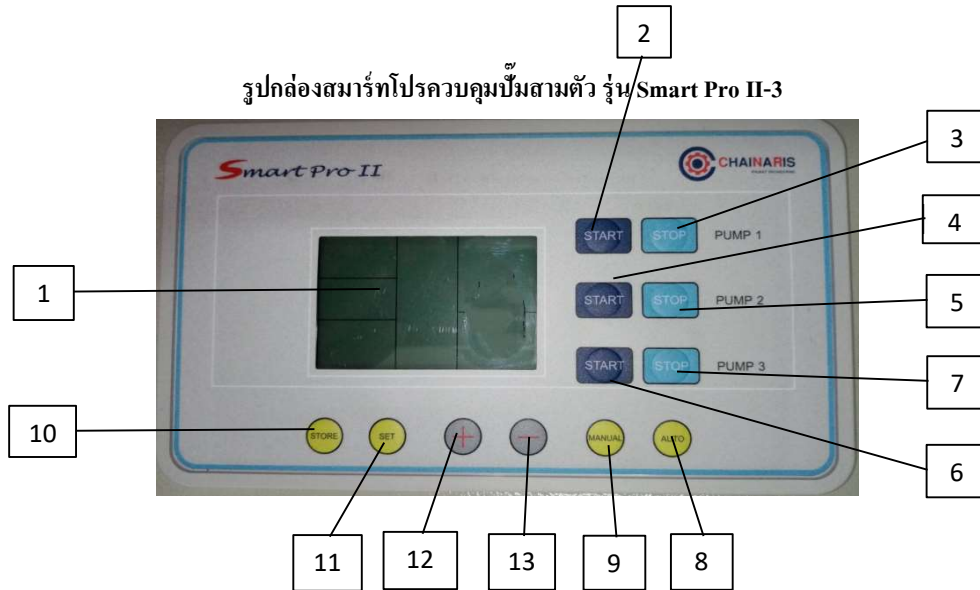 2
รูปกล่องสมาร์ทโปรควบคุมปั๊มสามตัว รุ่น Smart Pro II-3
3
Smart Pro II
CHAINARIS
4
START STOP PUMP 1
1
START STOP PUMP 2
5
START STOP PUMP 3
7
10
STORE SET + − MANUAL AUTO
6
11 12 13 9 8